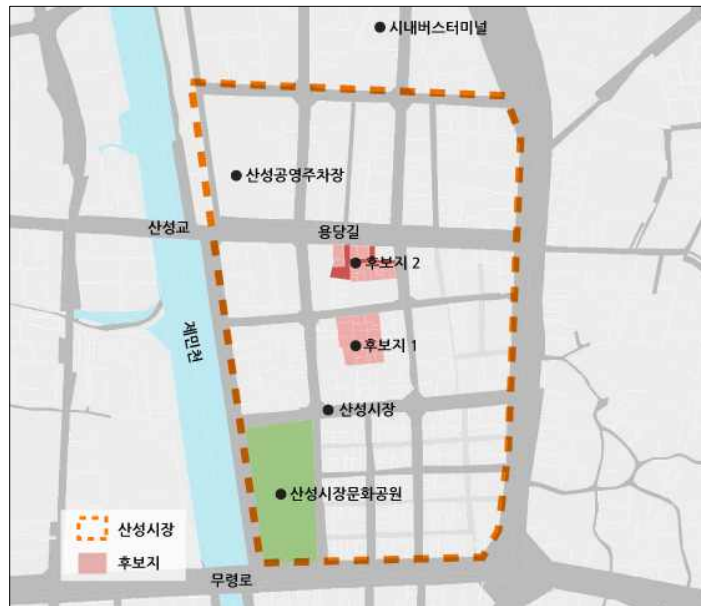 시내버스터미널
산성공영주차장
산성교
용당길
후보지 2
제민천
후보지 1
산성시장
산성시장문화공원
산성시장
후보지
무령로